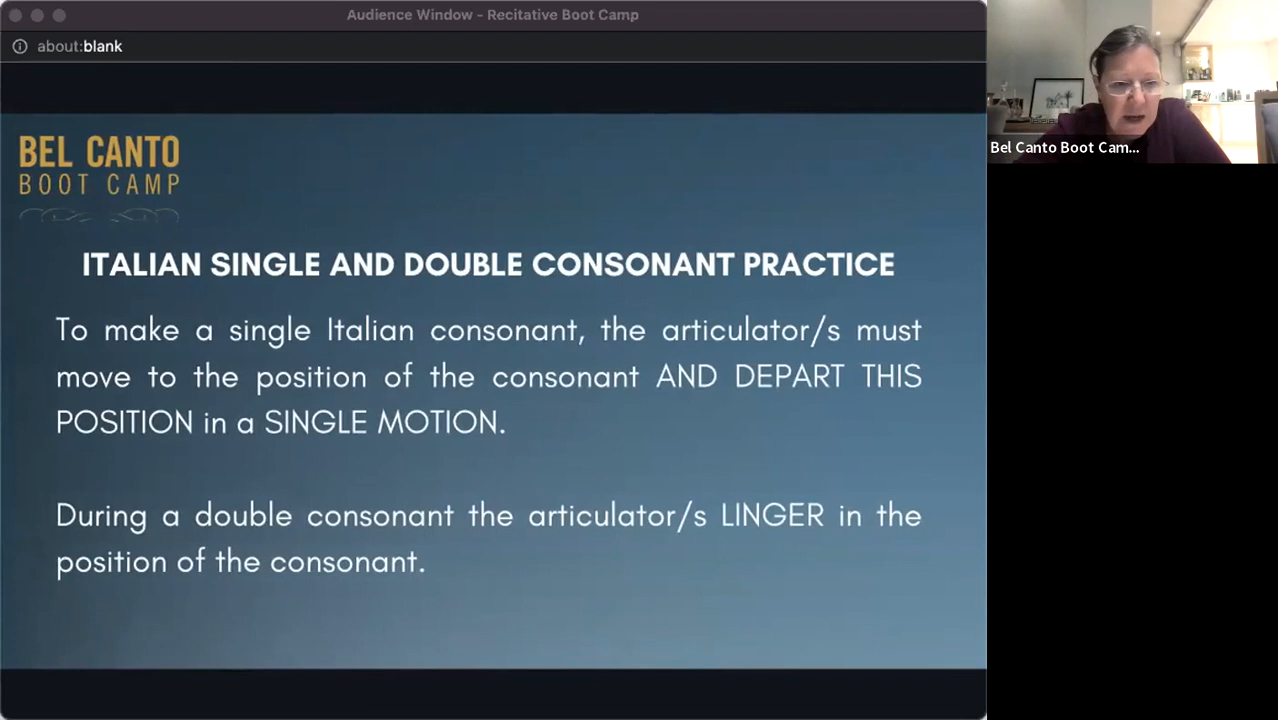 Audience Window - Recitative Boot Camp
about:blank
BEL CANTO
BOOT CAMP
ITALIAN SINGLE AND DOUBLE CONSONANT PRACTICE
To make a single Italian consonant, the articulator/s must
move to the position of the consonant AND DEPART THIS
POSITION in a SINGLE MOTION.
During a double consonant the articulator/s LINGER in the
position of the consonant.
Bel Canto Boot Cam...